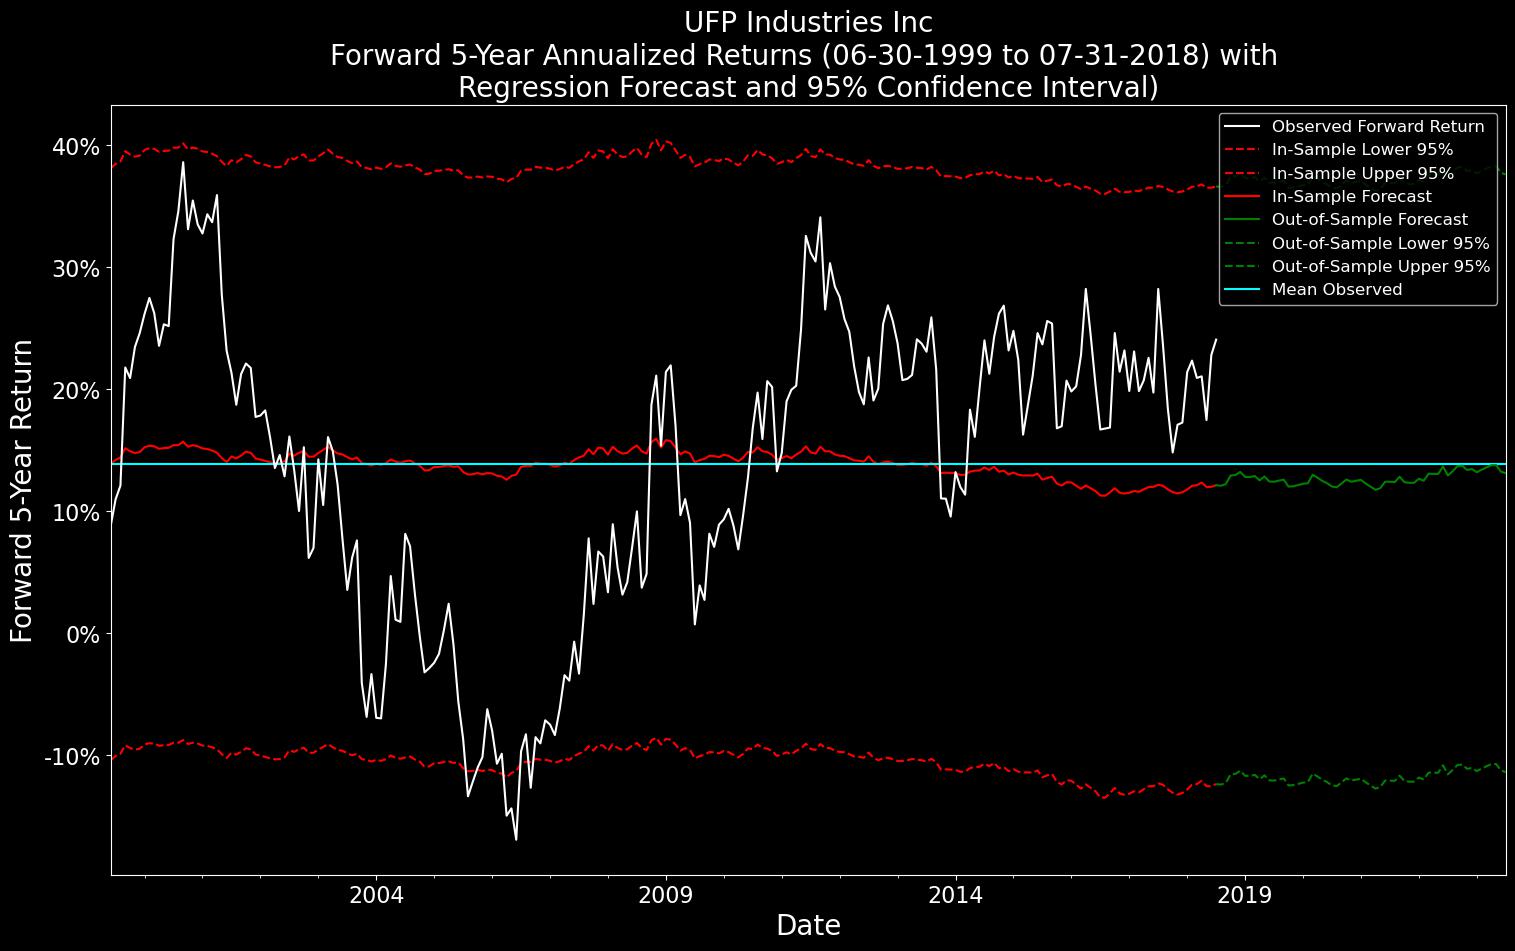 UFP Industries Inc
Forward 5-Year Annualized Returns (06-30-1999 to 07-31-2018) with
Regression Forecast and 95% Confidence Interval)
Observed Forward Return
In-Sample Lower 95%
In-Sample Upper 95%
In-Sample Forecast
Out-of-Sample Forecast
Out-of-Sample Lower 95%
Out-of-Sample Upper 95%
Mean Observed
Forward 5-Year Return
40%
30%
20%
10%
0%
-10%
2004
2009
2014
2019
Date